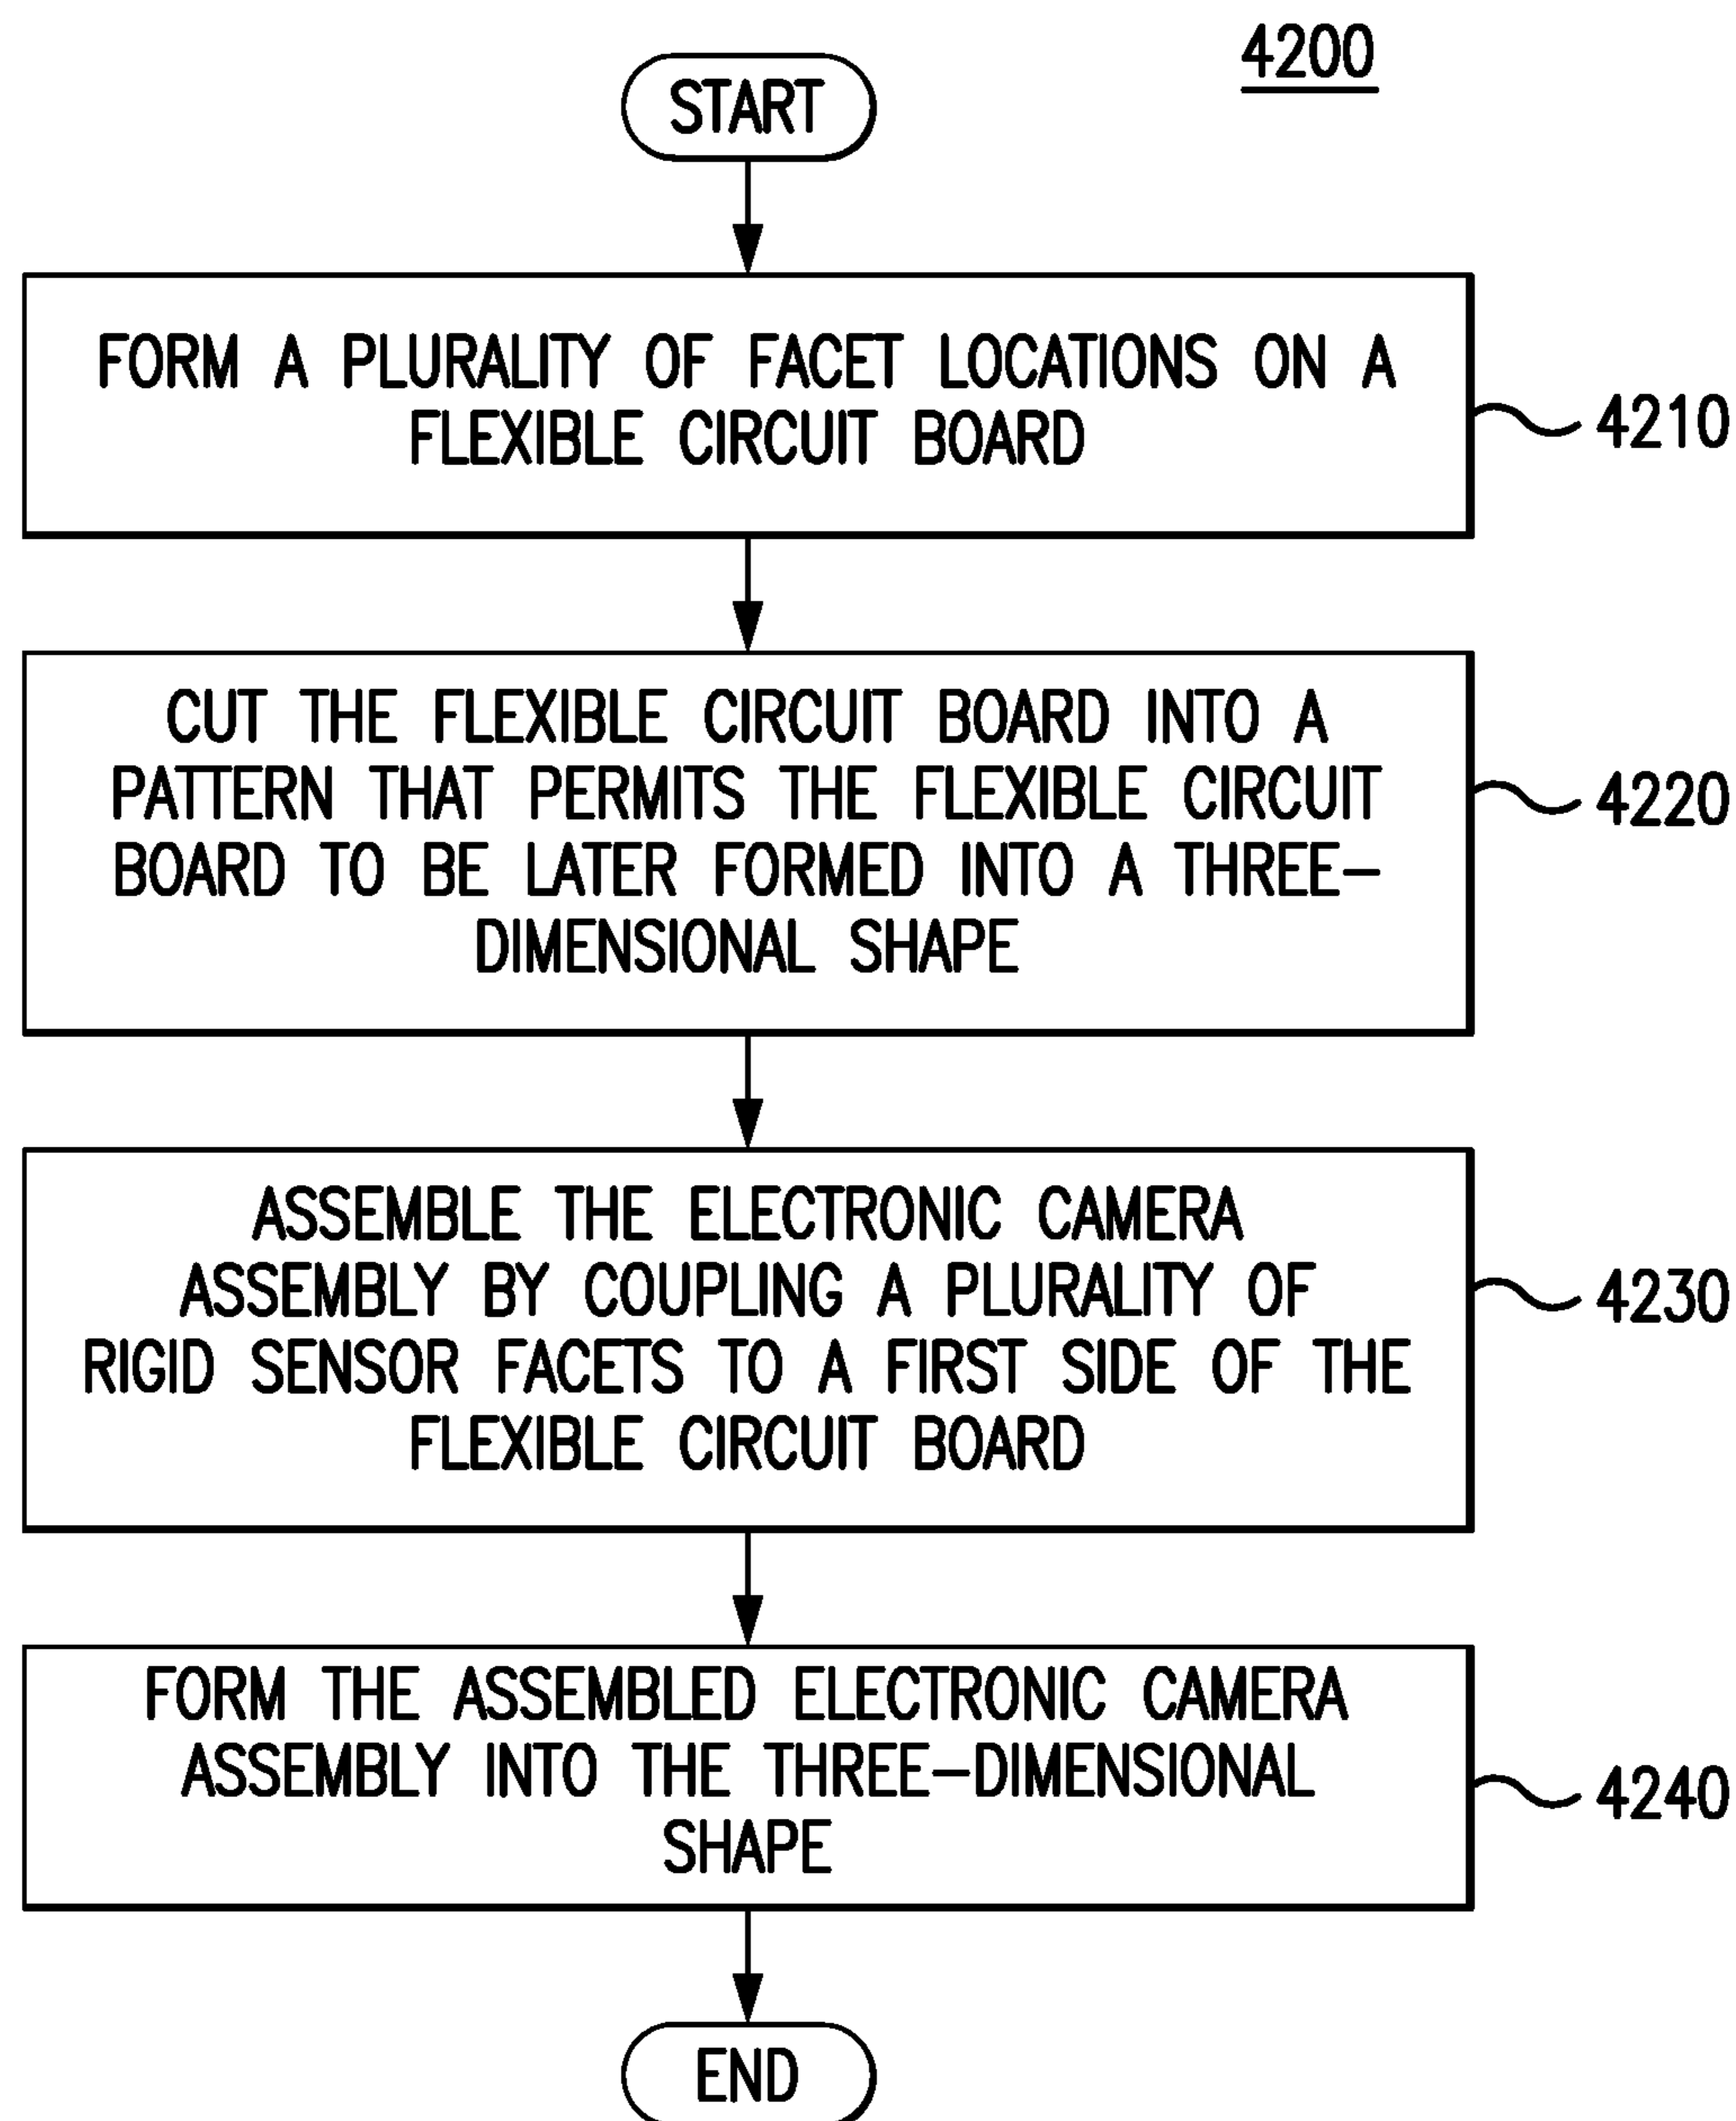 4200
START
FORM A PLURALITY OF FACET LOCATIONS ON A
FLEXIBLE CIRCUIT BOARD
4210
CUT THE FLEXIBLE CIRCUIT BOARD INTO A
PATTERN THAT PERMITS THE FLEXIBLE CIRCUIT
BOARD TO BE LATER FORMED INTO A THREE-
DIMENSIONAL SHAPE
4220
ASSEMBLE THE ELECTRONIC CAMERA
ASSEMBLY BY COUPLING A PLURALITY OF
RIGID SENSOR FACETS TO A FIRST SIDE OF THE
FLEXIBLE CIRCUIT BOARD
4230
FORM THE ASSEMBLED ELECTRONIC CAMERA
ASSEMBLY INTO THE THREE-DIMENSIONAL
SHAPE
4240
END